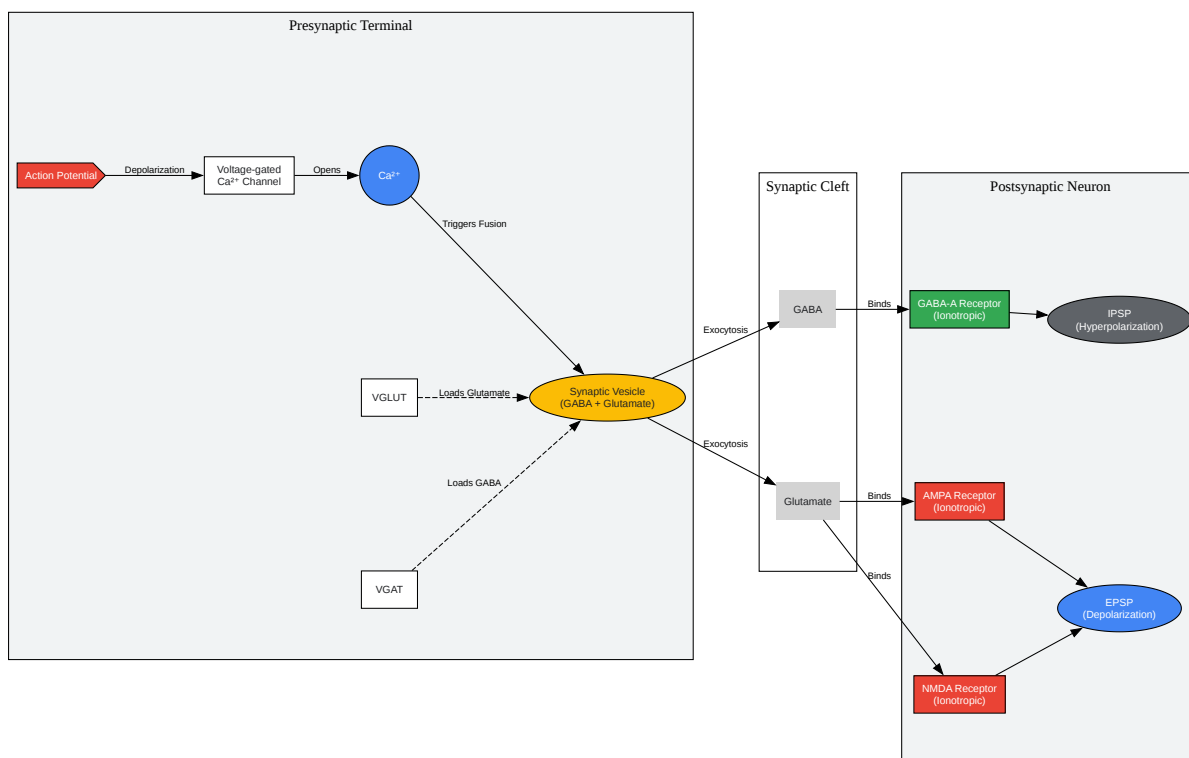 Presynaptic Terminal
Action Potential
Depolarization
Voltage-gated
Ca²⁺ Channel
Opens
Ca²⁺
Triggers Fusion
VGLUT
Loads Glutamate
Synaptic Vesicle
(GABA + Glutamate)
Loads GABA
VGAT
Exocytosis
Exocytosis
Synaptic Cleft
GABA
Glutamate
Binds
Binds
Binds
Postsynaptic Neuron
GABA-A Receptor
(Ionotropic)
IPSP
(Hyperpolarization)
AMPA Receptor
(Ionotropic)
EPSP
(Depolarization)
NMDA Receptor
(Ionotropic)